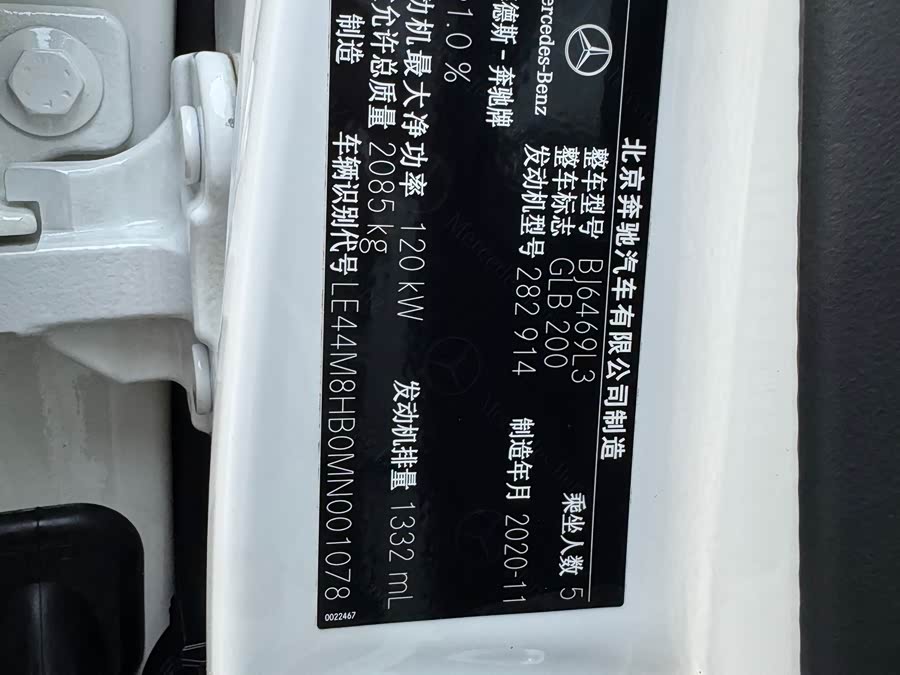 北京奔驰汽车有限公司制造
整车型号 BJ6469L3 乘坐人数 5
整车标志 GLB 200
发动机型号 282 914 制造年月 2020-11
Mercedes-Benz
德斯-奔驰牌
1.0 %
动机最大净功率 120 kW 发动机排量 1332 mL
允许总质量 2085 kg
制造 车辆识别代号 LE44M8HB0MN001078
0022467